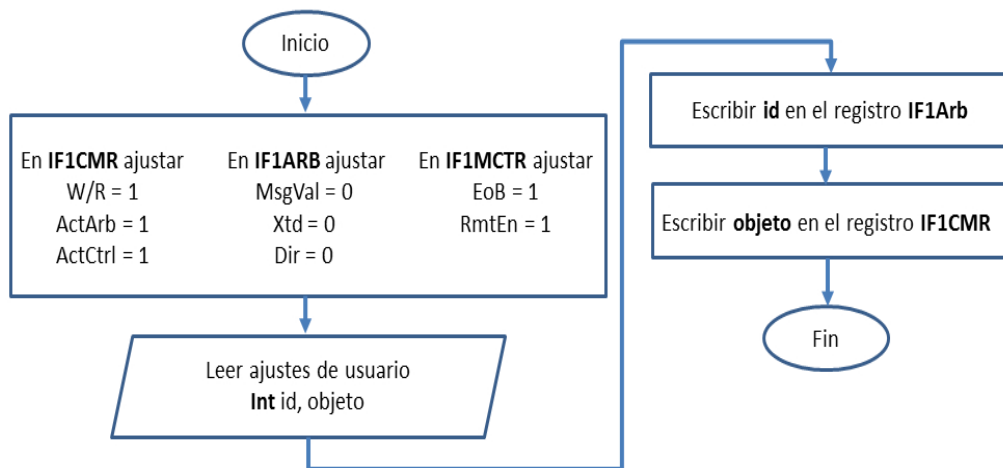 Inicio
En IF1CMR ajustar
W/R = 1
ActArb = 1
ActCtrl = 1
En IF1ARB ajustar
MsgVal = 0
Xtd = 0
Dir = 0
En IF1MCTR ajustar
EoB = 1
RmtEn = 1
Leer ajustes de usuario
Int id, objeto
Escribir id en el registro IF1Arb
Escribir objeto en el registro IF1CMR
Fin